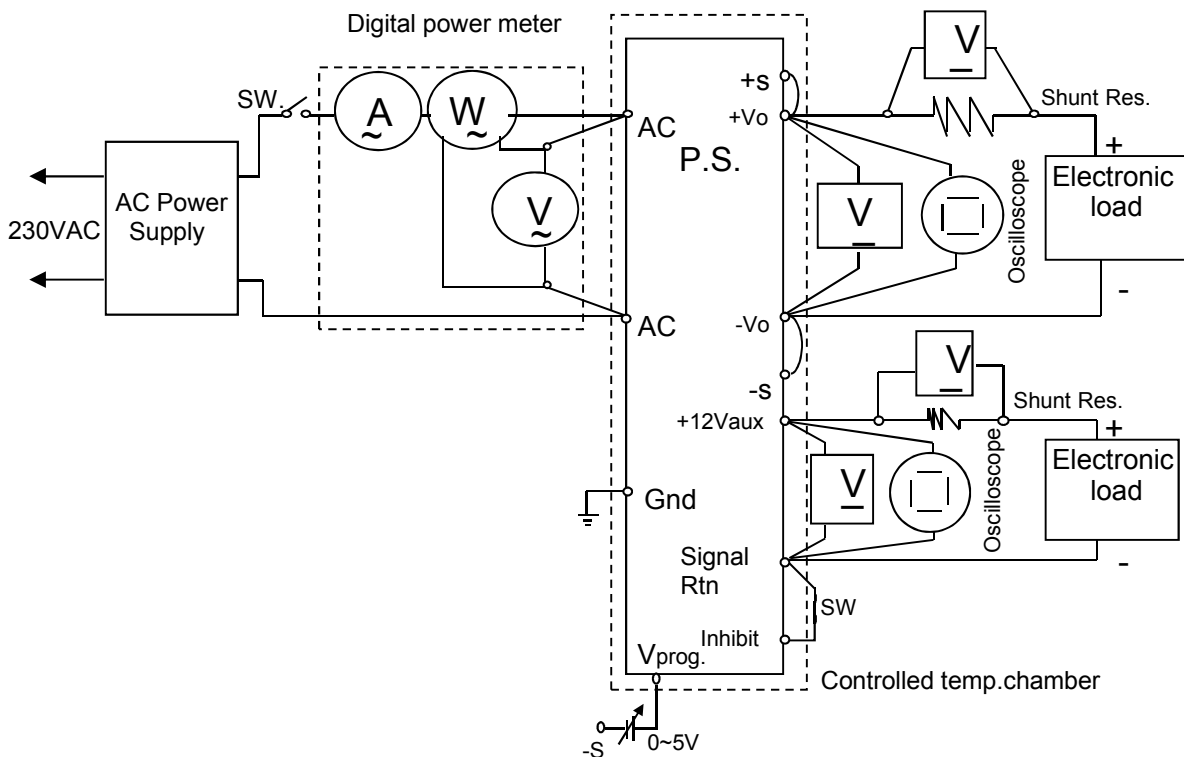 Digital power meter
SW.
A
~
W
~
V
~
AC Power
Supply
230VAC
AC
P.S.
AC
Gnd
Signal
Rtn
Inhibit
Vprog.
+s
+Vo
-Vo
-s
+12Vaux
V
Shunt Res.
V
Oscilloscope
+
Electronic
load
-
V
Shunt Res.
V
Oscilloscope
+
Electronic
load
-
SW
Controlled temp.chamber
-S
0~5V